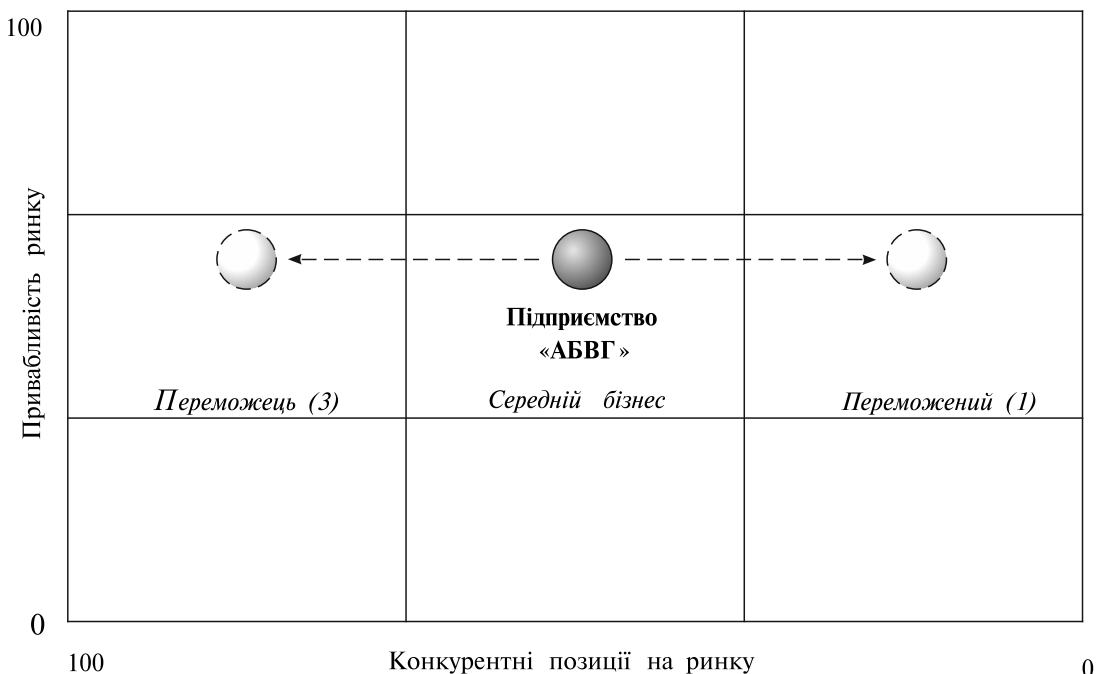 100
Привабливість ринку
Підприємство
«АБВГ»
Переможець (3)
Середній бізнес
Переможений (1)
0
100
Конкурентні позиції на ринку
0